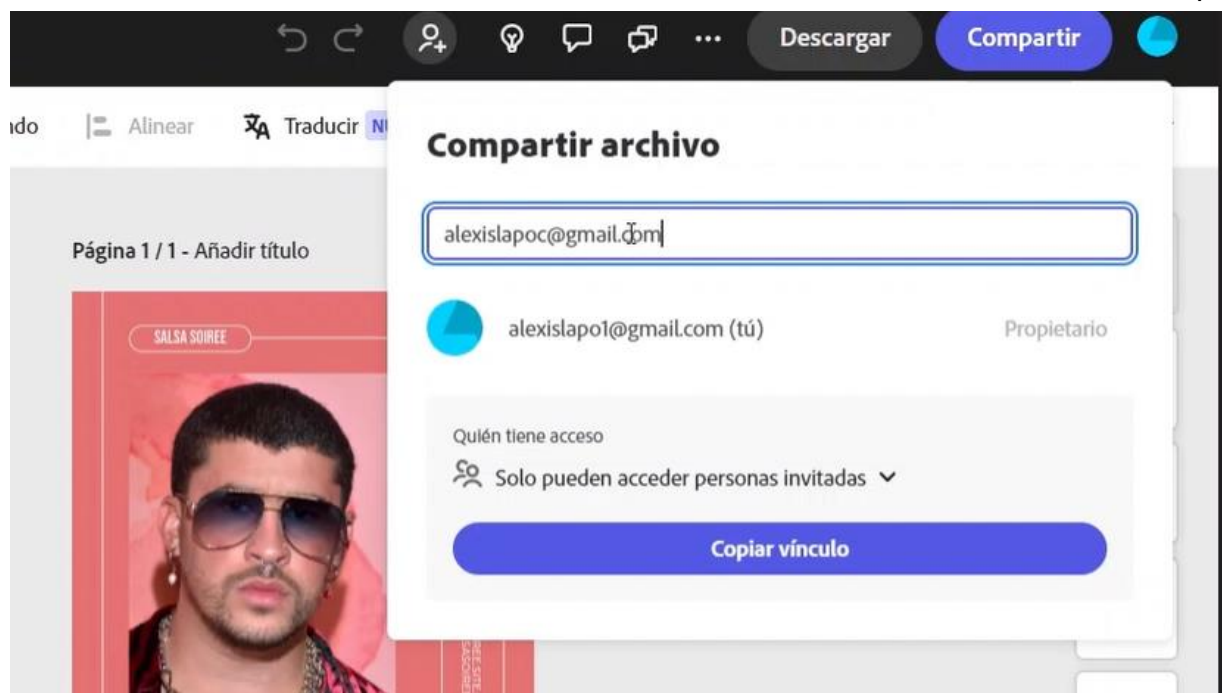 Descargar
Compartir
ndo
Alinear
Traducir
Compartir archivo
alexislapoc@gmail.com
Página 1 / 1 - Añadir título
alexislapo1@gmail.com (tú)
Propietario
SALSA SOIREE
Quién tiene acceso
Solo pueden acceder personas invitadas
Copiar vínculo